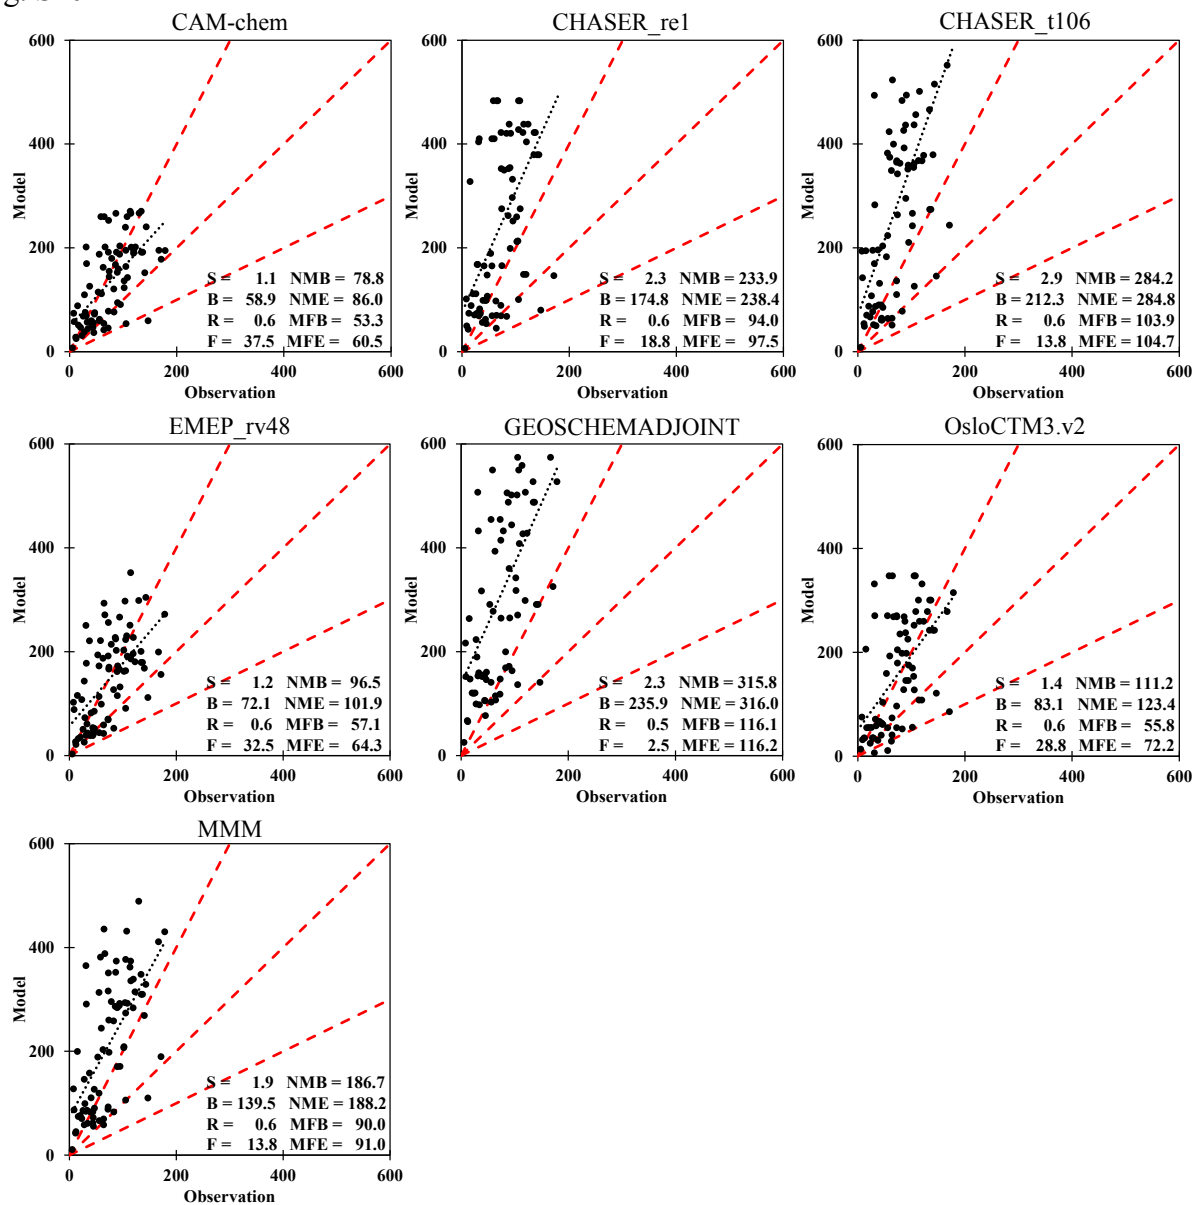 CAM-chem
CHASER_re1
CHASER_t106
600
400
200
0
Model
S = 1.1 NMB = 78.8
B = 58.9 NME = 86.0
R = 0.6 MFB = 53.3
F = 37.5 MFE = 60.5
0 200 400 600
Observation
600
400
200
0
Model
S = 2.3 NMB = 233.9
B = 174.8 NME = 238.4
R = 0.6 MFB = 94.0
F = 18.8 MFE = 97.5
0 200 400 600
Observation
600
400
200
0
Model
S = 2.9 NMB = 284.2
B = 212.3 NME = 284.8
R = 0.6 MFB = 103.9
F = 13.8 MFE = 104.7
0 200 400 600
Observation
EMEP_rv48
GEOSCHEMADJOINT
OsloCTM3.v2
600
400
200
0
Model
S = 1.2 NMB = 96.5
B = 72.1 NME = 101.9
R = 0.6 MFB = 57.1
F = 32.5 MFE = 64.3
0 200 400 600
Observation
600
400
200
0
Model
S = 2.3 NMB = 315.8
B = 235.9 NME = 316.0
R = 0.5 MFB = 116.1
F = 2.5 MFE = 116.2
0 200 400 600
Observation
600
400
200
0
Model
S = 1.4 NMB = 111.2
B = 83.1 NME = 123.4
R = 0.6 MFB = 55.8
F = 28.8 MFE = 72.2
0 200 400 600
Observation
MMM
600
400
200
0
Model
S = 1.9 NMB = 186.7
B = 139.5 NME = 188.2
R = 0.6 MFB = 90.0
F = 13.8 MFE = 91.0
0 200 400 600
Observation